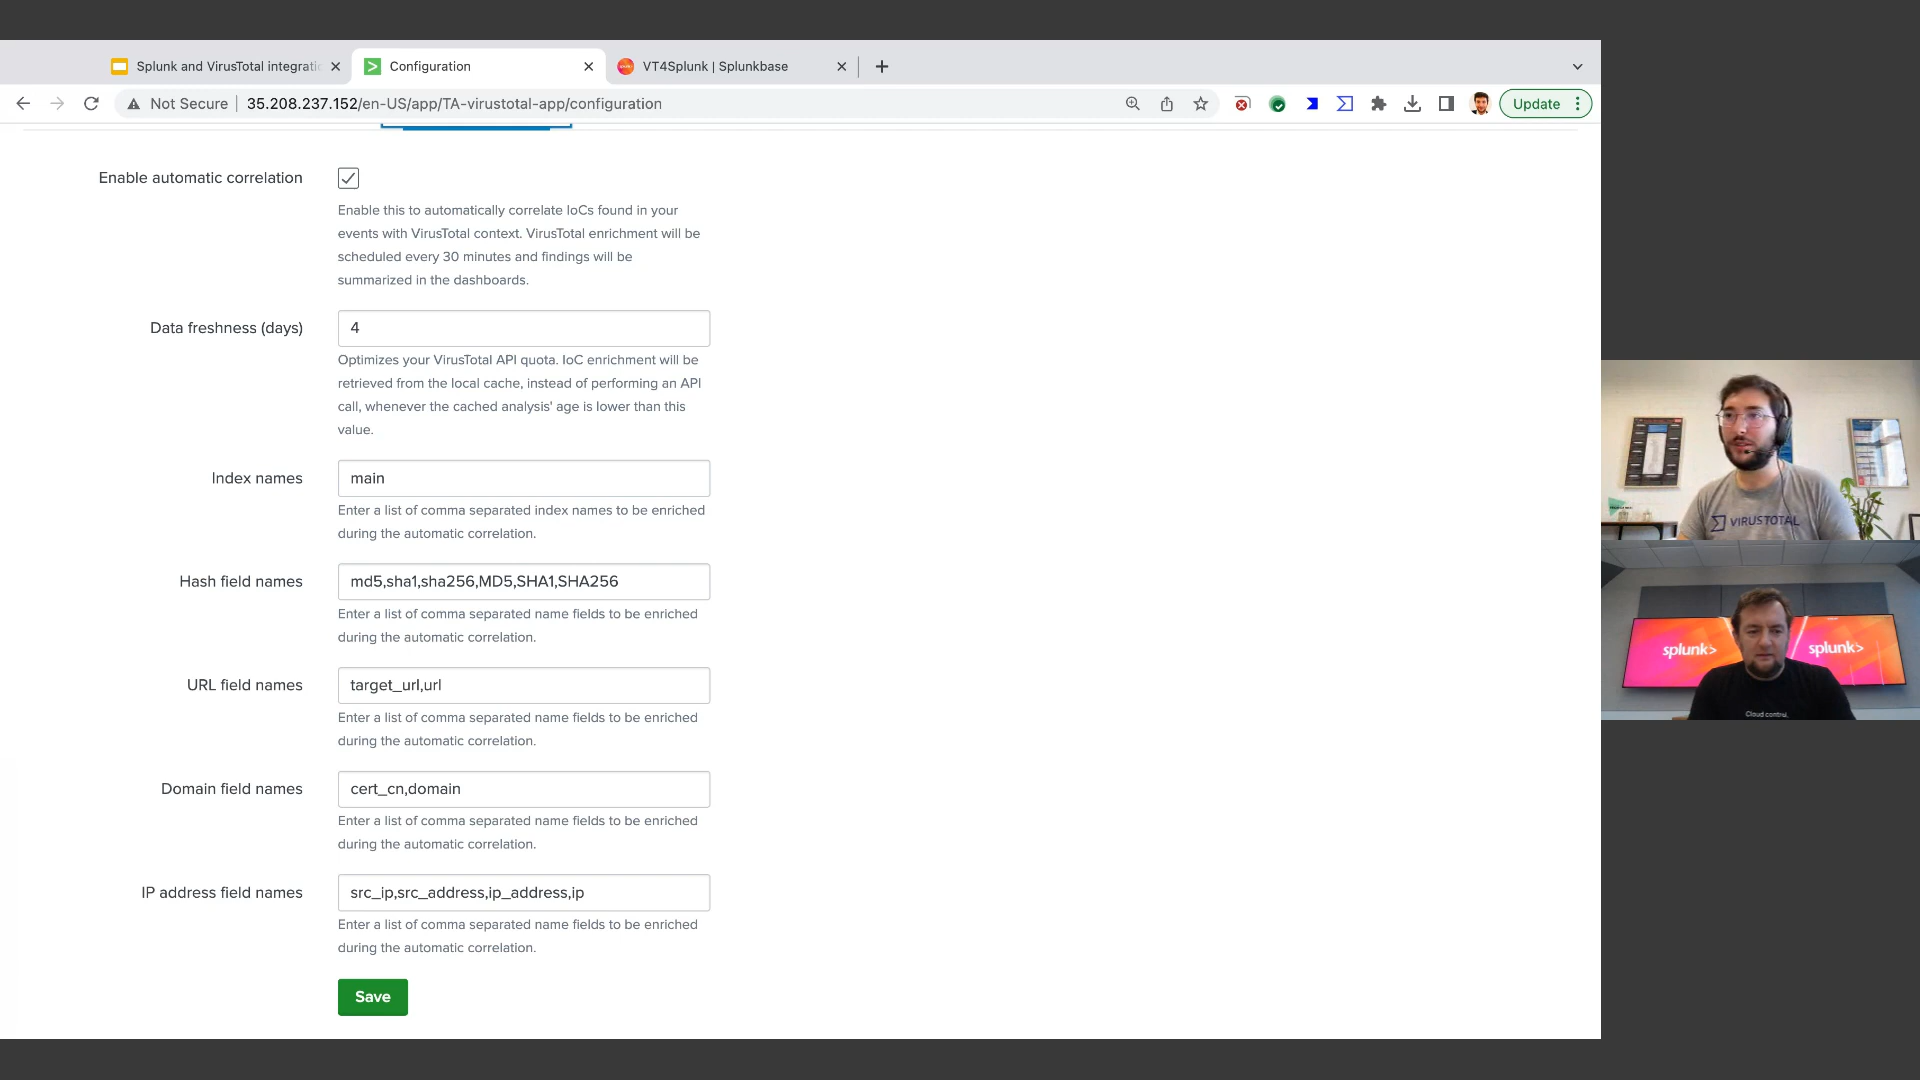 Splunk and VirusTotal integratio
Configuration
VT4Splunk | Splunkbase
Not Secure
35.208.237.152/en-US/app/TA-virustotal-app/configuration
Update
Enable automatic correlation
Enable this to automatically correlate IoCs found in your
events with VirusTotal context. VirusTotal enrichment will be
scheduled every 30 minutes and findings will be
summarized in the dashboards.
Data freshness (days)
4
Optimizes your VirusTotal API quota. IoC enrichment will be
retrieved from the local cache, instead of performing an API
call, whenever the cached analysis' age is lower than this
value.
Index names
main
Enter a list of comma separated index names to be enriched
during the automatic correlation.
Hash field names
md5,sha1,sha256,MD5,SHA1,SHA256
Enter a list of comma separated name fields to be enriched
during the automatic correlation.
URL field names
target_url,url
Enter a list of comma separated name fields to be enriched
during the automatic correlation.
Domain field names
cert_cn,domain
Enter a list of comma separated name fields to be enriched
during the automatic correlation.
IP address field names
src_ip,src_address,ip_address,ip
Enter a list of comma separated name fields to be enriched
during the automatic correlation.
Save
VIRUSTOTAL
splunk>
splunk>
Cloud control,